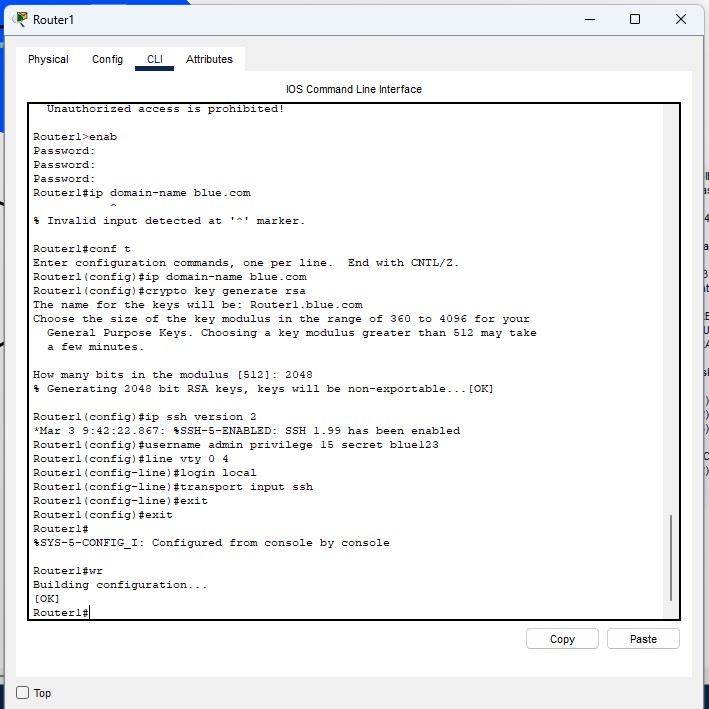 Router1
Physical Config CLI Attributes
IOS Command Line Interface
Unauthorized access is prohibited!
Router1>enab
Password:
Password:
Password:
Router1#ip domain-name blue.com
^
% Invalid input detected at '^' marker.
Router1#conf t
Enter configuration commands, one per line.  End with CNTL/Z.
Router1(config)#ip domain-name blue.com
Router1(config)#crypto key generate rsa
The name for the keys will be: Router1.blue.com
Choose the size of the key modulus in the range of 360 to 4096 for your
General Purpose Keys. Choosing a key modulus greater than 512 may take
a few minutes.
How many bits in the modulus [512]: 2048
% Generating 2048 bit RSA keys, keys will be non-exportable...[OK]
Router1(config)#ip ssh version 2
*Mar 3 9:42:22.867: %SSH-5-ENABLED: SSH 1.99 has been enabled
Router1(config)#username admin privilege 15 secret blue123
Router1(config)#line vty 0 4
Router1(config-line)#login local
Router1(config-line)#transport input ssh
Router1(config-line)#exit
Router1(config)#exit
Router1#
%SYS-5-CONFIG_I: Configured from console by console
Router1#wr
Building configuration...
[OK]
Router1#
Copy Paste
Top